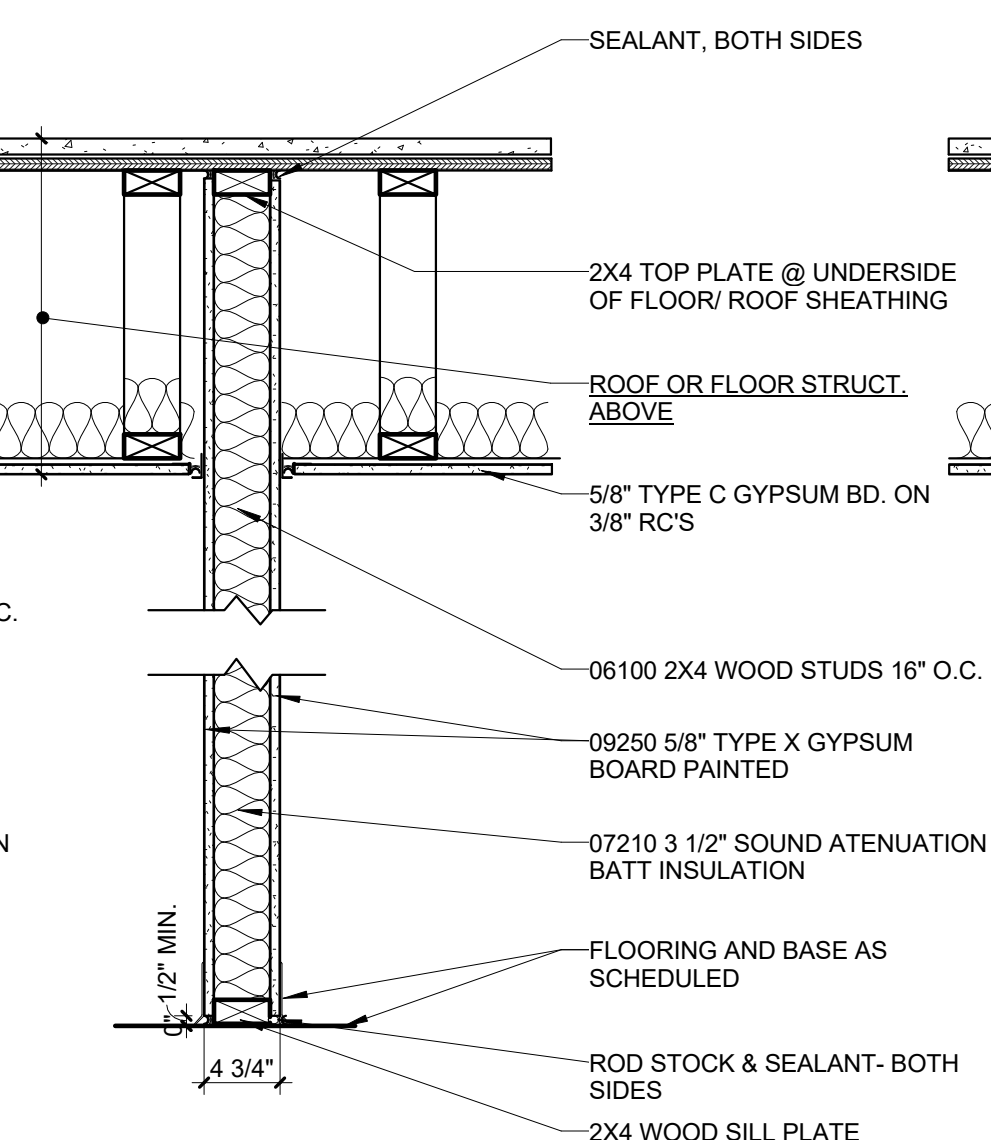 SEALANT, BOTH SIDES
2X4 TOP PLATE @ UNDERSIDE
OF FLOOR/ ROOF SHEATHING
ROOF OR FLOOR STRUCT.
ABOVE
5/8" TYPE C GYPSUM BD. ON
3/8" RC'S
C.
06100 2X4 WOOD STUDS 16" O.C.
09250 5/8" TYPE X GYPSUM
BOARD PAINTED
N
07210 3 1/2" SOUND ATENUATION
BATT INSULATION
0" 1/2" MIN.
FLOORING AND BASE AS
SCHEDULED
4 3/4"
ROD STOCK & SEALANT- BOTH
SIDES
2X4 WOOD SILL PLATE